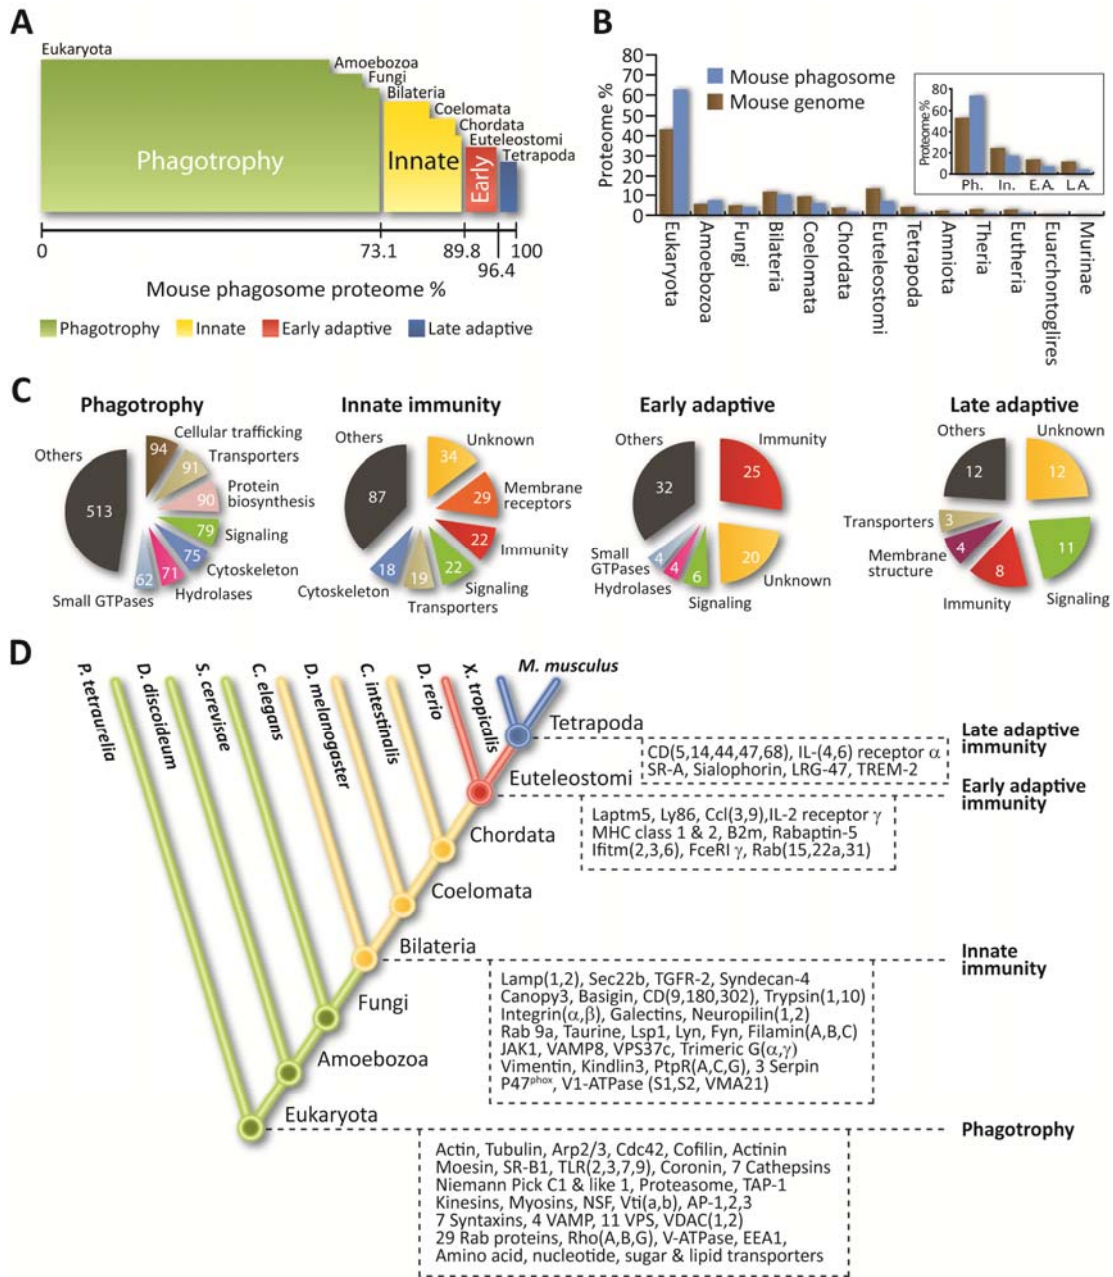 A
Eukaryota
Amoebozoa
Fungi
Bilateria
Coelomata
Chordata
Euteleostomi
Tetrapoda
Phagotrophy
Innate
Early
0
73.1
89.8
96.4
100
Mouse phagosome proteome %
Phagotrophy
Innate
Early adaptive
Late adaptive
B
80
70
60
50
40
30
20
10
0
Proteome %
Mouse phagosome
Mouse genome
80
60
40
20
0
Proteome%
Ph.
In.
E.A.
L.A.
Eukaryota
Amoebozoa
Fungi
Bilateria
Coelomata
Chordata
Euteleostomi
Tetrapoda
Amniota
Theria
Eutheria
Euarchontoglires
Murinae
C
Phagotrophy
Others
513
94
Cellular trafficking
91
Transporters
90
Protein
biosynthesis
79
Signaling
75
Cytoskeleton
71
Hydrolases
62
Small GTPases
Innate immunity
Others
87
34
Unknown
29
Membrane
receptors
22
Immunity
22
Signaling
19
Transporters
18
Cytoskeleton
Early adaptive
Others
32
25
Immunity
20
Unknown
6
Signaling
4
Hydrolases
4
Small
GTPases
Late adaptive
Others
12
12
Unknown
11
Signaling
8
Immunity
4
Membrane
structure
3
Transporters
D
P. tetraurelia
D. discoideum
S. cerevisae
C. elegans
D. melanogaster
C. intestinalis
D. rerio
X. tropicalis
M. musculus
Tetrapoda
Late adaptive
immunity
CD(5,14,44,47,68), IL-(4,6) receptor α
SR-A, Sialophorin, LRG-47, TREM-2
Euteleostomi
Early adaptive
immunity
Laptm5, Ly86, Ccl(3,9),IL-2 receptor γ
MHC class 1 & 2, B2m, Rabaptin-5
Ifitm(2,3,6), FceRI γ, Rab(15,22a,31)
Chordata
Coelomata
Bilateria
Innate
immunity
Lamp(1,2), Sec22b, TGFR-2, Syndecan-4
Canopy3, Basigin, CD(9,180,302), Trypsin(1,10)
Integrin(α,β), Galectins, Neuropilin(1,2)
Rab 9a, Taurine, Lsp1, Lyn, Fyn, Filamin(A,B,C)
JAK1, VAMP8, VPS37c, Trimeric G(α,γ)
Vimentin, Kindlin3, PtpR(A,C,G), 3 Serpin
P47phox, V1-ATPase (S1,S2, VMA21)
Fungi
Amoebozoa
Eukaryota
Phagotrophy
Actin, Tubulin, Arp2/3, Cdc42, Cofilin, Actinin
Moesin, SR-B1, TLR(2,3,7,9), Coronin, 7 Cathepsins
Niemann Pick C1 & like 1, Proteasome, TAP-1
Kinesins, Myosins, NSF, Vti(a,b), AP-1,2,3
7 Syntaxins, 4 VAMP, 11 VPS, VDAC(1,2)
29 Rab proteins, Rho(A,B,G), V-ATPase, EEA1,
Amino acid, nucleotide, sugar & lipid transporters